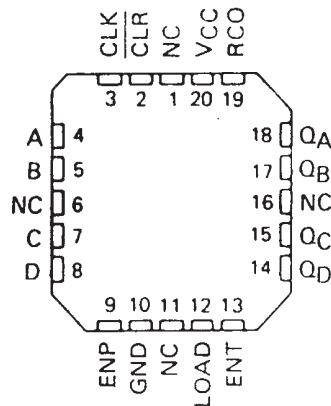 CLK CLR NC VCC RCO
3 2 1 20 19
A 4 18 QA
B 5 17 QB
NC 6 16 NC
C 7 15 QC
D 8 14 QD
9 10 11 12 13
ENP GND NC LOAD ENT